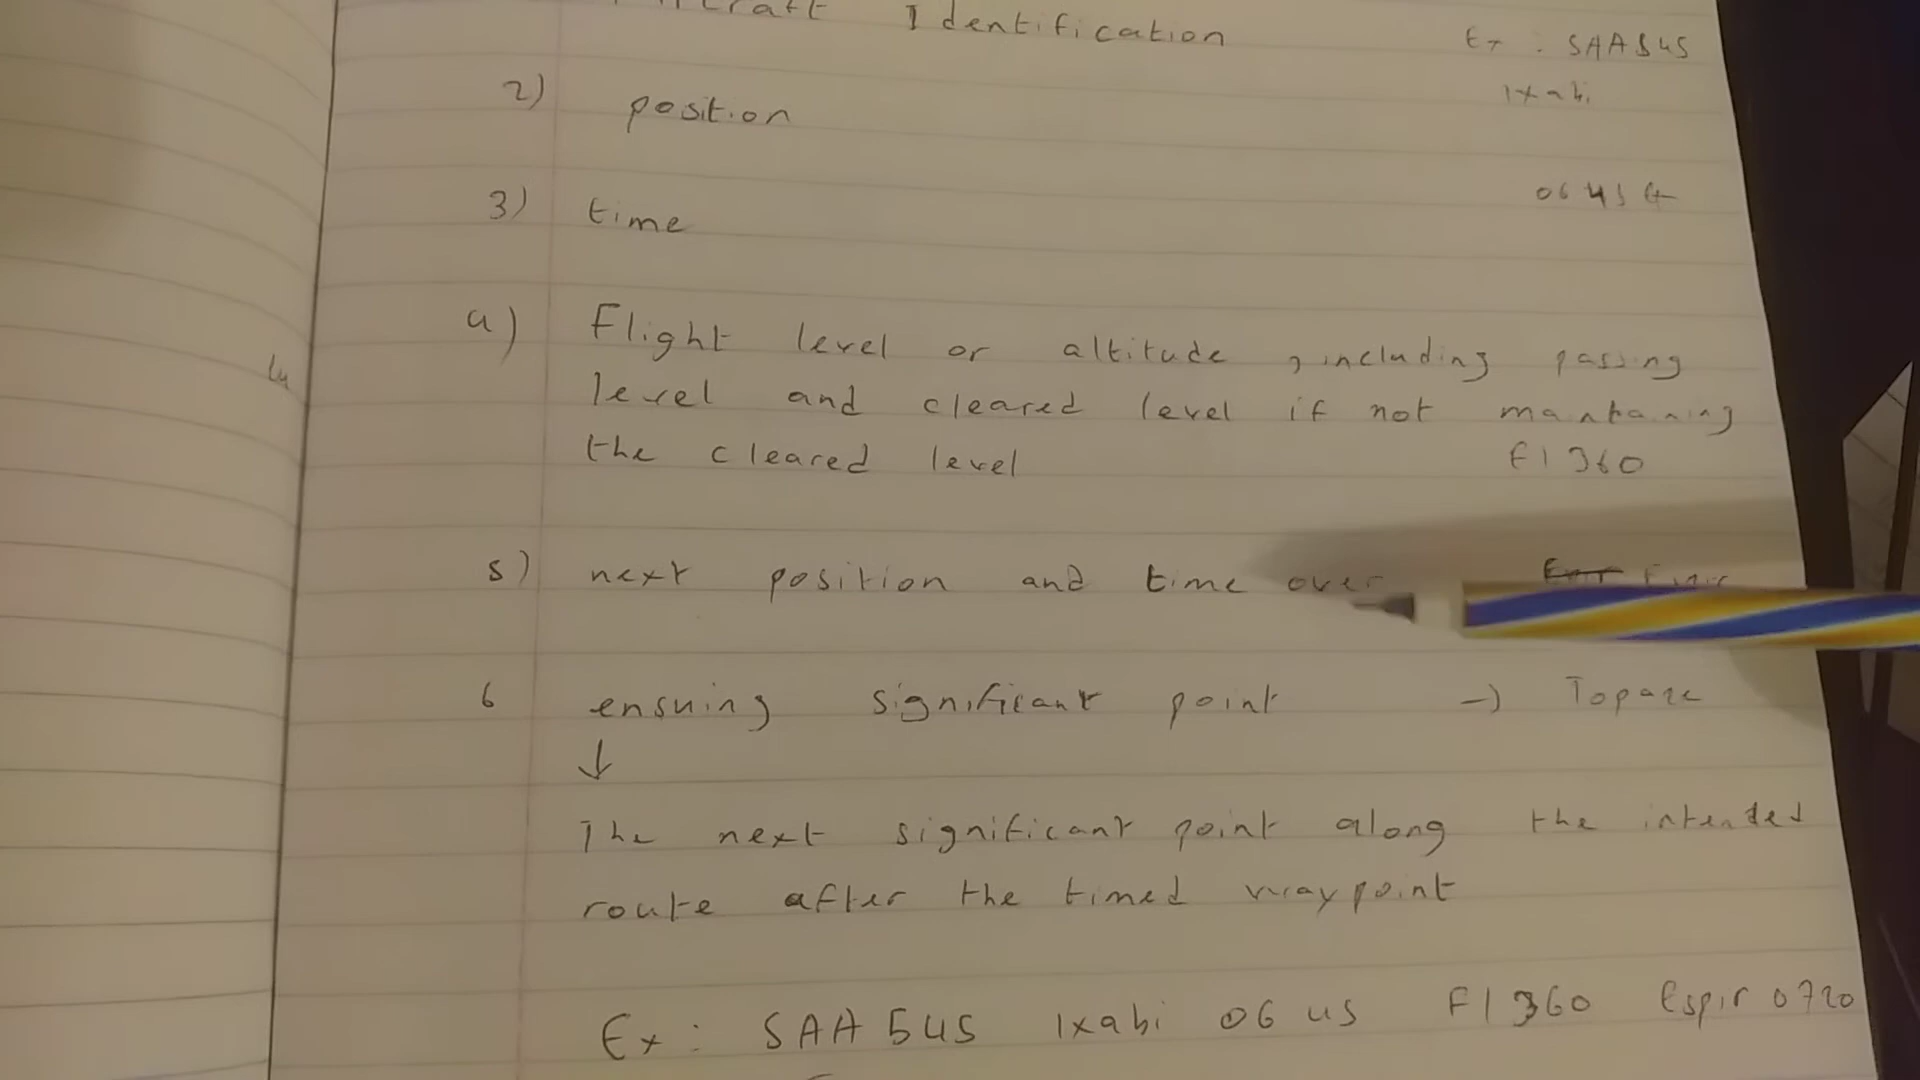 Identification Ex : SAA545
2) position Ixabi
3) time 0645
4) Flight level or altitude , including passing
level and cleared level if not mantaning
the cleared level Fl 360
5) next position and time over
6 ensuing significant point -)
↓
The next significant point along the intended
route after the timed waypoint
Ex : SAA 545 Ixabi 06 45 Fl 360 Espir 0720